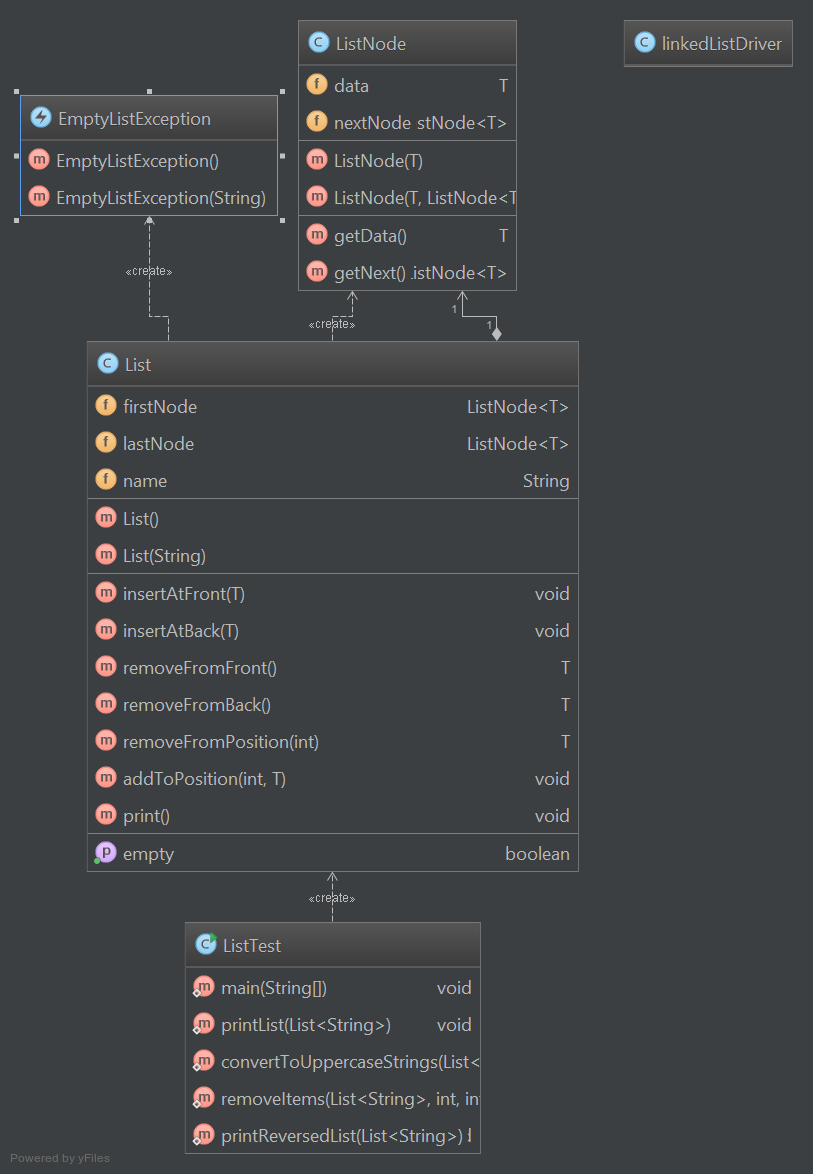 ListNode
data T
nextNode stNode<T>
ListNode(T)
ListNode(T, ListNode<T
getData() T
getNext() .istNode<T>
linkedListDriver
EmptyListException
EmptyListException()
EmptyListException(String)
«create»
«create»
1
1
List
firstNode ListNode<T>
lastNode ListNode<T>
name String
List()
List(String)
insertAtFront(T) void
insertAtBack(T) void
removeFromFront() T
removeFromBack() T
removeFromPosition(int) T
addToPosition(int, T) void
print() void
empty boolean
«create»
ListTest
main(String[]) void
printList(List<String>) void
convertToUppercaseStrings(List<
removeItems(List<String>, int, in
printReversedList(List<String>)
Powered by yFiles